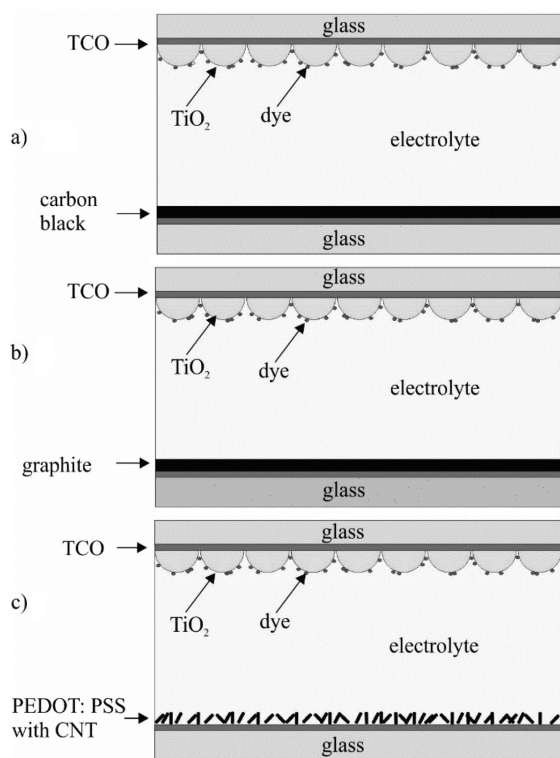 glass
TCO
TiO2
dye
electrolyte
a)
carbon
black
glass
glass
TCO
TiO2
dye
electrolyte
b)
graphite
glass
glass
TCO
TiO2
dye
electrolyte
c)
PEDOT: PSS
with CNT
glass